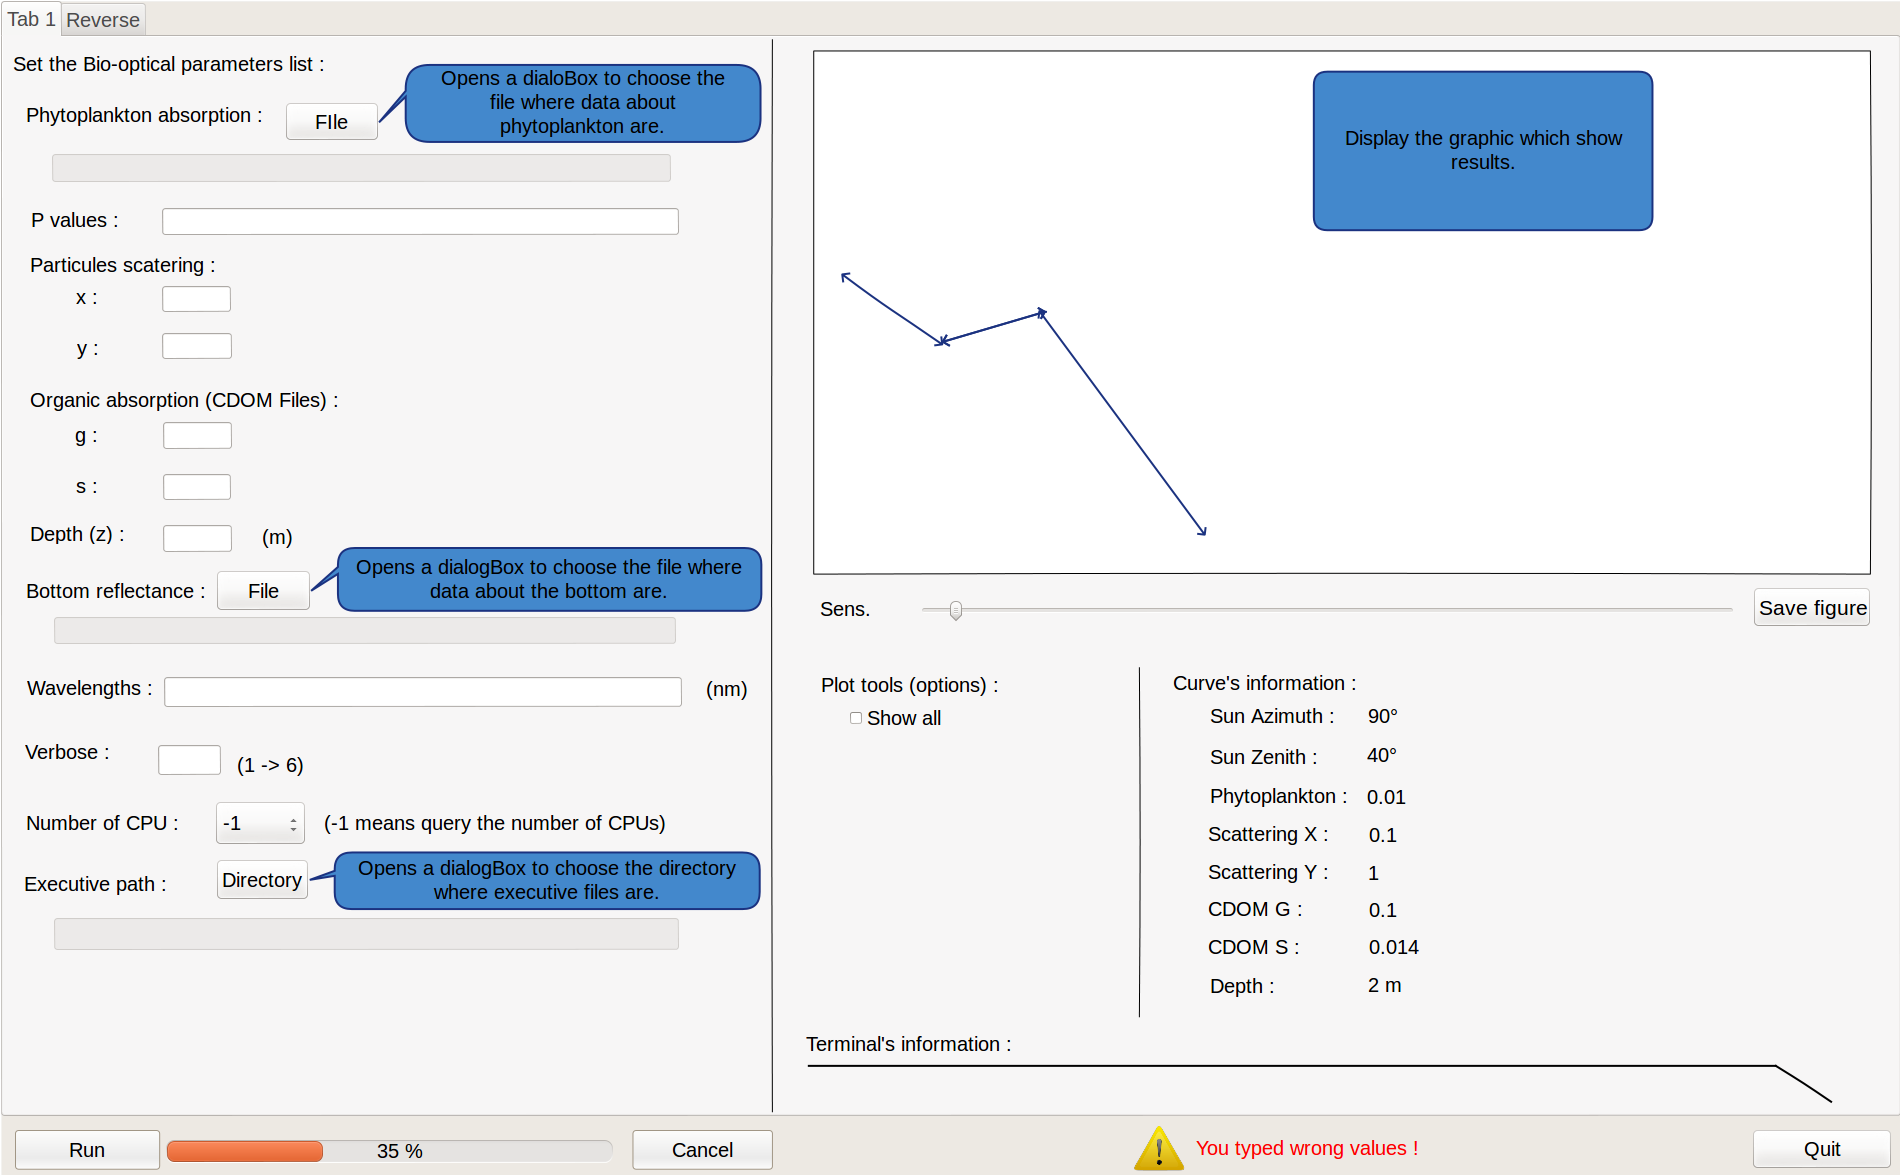 Tab 1 Reverse
Set the Bio-optical parameters list :
Phytoplankton absorption :
FIle
Opens a dialoBox to choose the
file where data about
phytoplankton are.
P values :
Particules scatering :
x :
y :
Organic absorption (CDOM Files) :
g :
s :
Depth (z) :
(m)
Bottom reflectance :
File
Opens a dialogBox to choose the file where
data about the bottom are.
Wavelengths :
(nm)
Verbose :
(1 -> 6)
Number of CPU :
-1
(-1 means query the number of CPUs)
Executive path :
Directory
Opens a dialogBox to choose the directory
where executive files are.
Display the graphic which show
results.
Sens.
Save figure
Plot tools (options) :
Show all
Curve's information :
Sun Azimuth : 90°
Sun Zenith : 40°
Phytoplankton : 0.01
Scattering X : 0.1
Scattering Y : 1
CDOM G : 0.1
CDOM S : 0.014
Depth : 2 m
Terminal's information :
Run
35 %
Cancel
You typed wrong values !
Quit